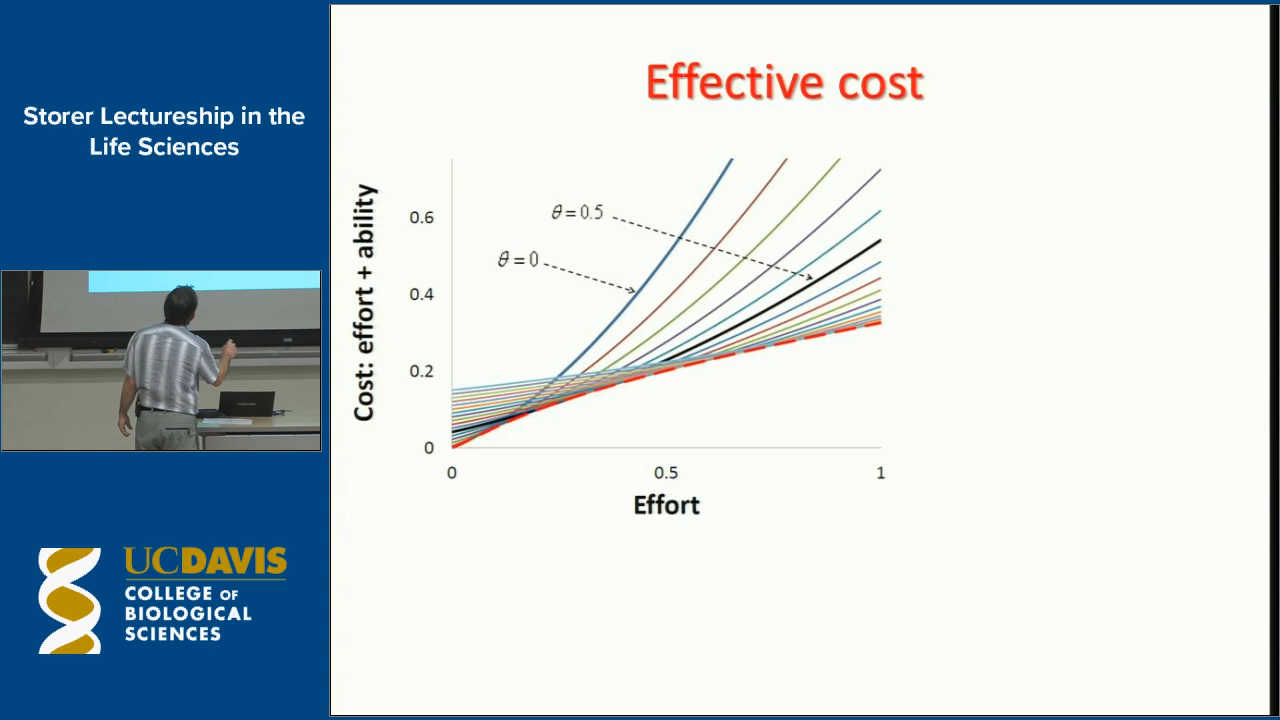 Storer Lectureship in the
Life Sciences
UCDAVIS
COLLEGE OF
BIOLOGICAL
SCIENCES
Effective cost
Cost: effort + ability
0.6
0.4
0.2
0
θ = 0.5
θ = 0
0 0.5 1
Effort